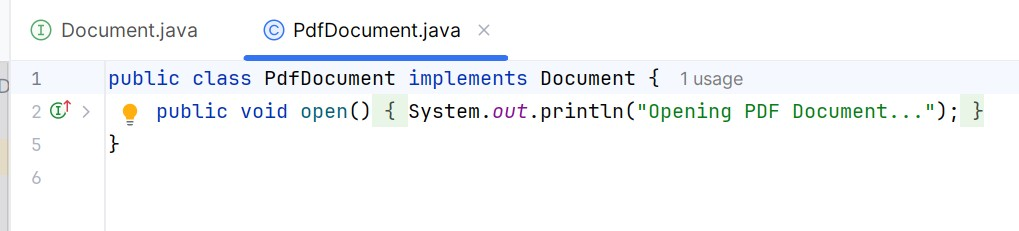 Document.java PdfDocument.java
1 public class PdfDocument implements Document { 1 usage
2 public void open() { System.out.println("Opening PDF Document..."); }
5 }
6